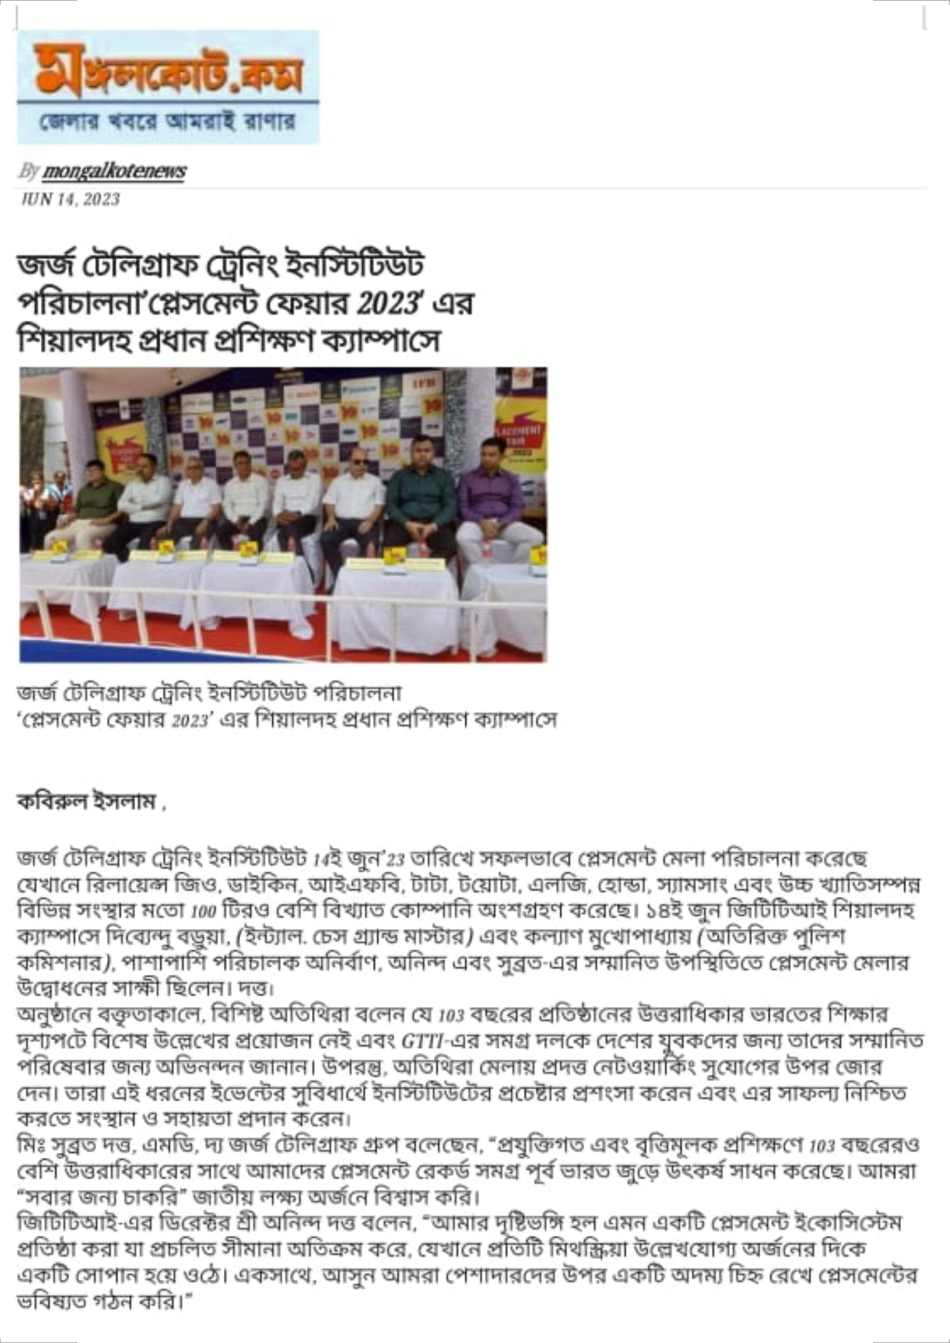 মঙ্গলকোট.কম
জেলার খবরে আমরাই রাণার
By mongalkotenews
JUN 14, 2023
জর্জ টেলিগ্রাফ ট্রেনিং ইনস্টিটিউট
পরিচালনা’প্লেসমেন্ট ফেয়ার 2023’ এর
শিয়ালদহ প্রধান প্রশিক্ষণ ক্যাম্পাসে
IFB
PLACEMENT
FAIR
2023
জর্জ টেলিগ্রাফ ট্রেনিং ইনস্টিটিউট পরিচালনা
‘প্লেসমেন্ট ফেয়ার 2023’ এর শিয়ালদহ প্রধান প্রশিক্ষণ ক্যাম্পাসে
কবিরুল ইসলাম ,
জর্জ টেলিগ্রাফ ট্রেনিং ইনস্টিটিউট 14ই জুন’23 তারিখে সফলভাবে প্লেসমেন্ট মেলা পরিচালনা করেছে
যেখানে রিলায়েন্স জিও, ডাইকিন, আইএফবি, টাটা, টয়োটা, এলজি, হোন্ডা, স্যামসাং এবং উচ্চ খ্যাতিসম্পন্ন
বিভিন্ন সংস্থার মতো 100 টিরও বেশি বিখ্যাত কোম্পানি অংশগ্রহণ করেছে। ১৪ই জুন জিটিটিআই শিয়ালদহ
ক্যাম্পাসে দিব্যেন্দু বড়ুয়া, (ইন্ট্যাল. চেস গ্র্যান্ড মাস্টার) এবং কল্যাণ মুখোপাধ্যায় (অতিরিক্ত পুলিশ
কমিশনার), পাশাপাশি পরিচালক অনির্বাণ, অনিন্দ এবং সুব্রত-এর সম্মানিত উপস্থিতিতে প্লেসমেন্ট মেলার
উদ্বোধনের সাক্ষী ছিলেন। দত্ত।
অনুষ্ঠানে বক্তৃতাকালে, বিশিষ্ট অতিথিরা বলেন যে 103 বছরের প্রতিষ্ঠানের উত্তরাধিকার ভারতের শিক্ষার
দৃশ্যপটে বিশেষ উল্লেখের প্রয়োজন নেই এবং GTTI-এর সমগ্র দলকে দেশের যুবকদের জন্য তাদের সম্মানিত
পরিষেবার জন্য অভিনন্দন জানান। উপরন্তু, অতিথিরা মেলায় প্রদত্ত নেটওয়ার্কিং সুযোগের উপর জোর
দেন। তারা এই ধরনের ইভেন্টের সুবিধার্থে ইনস্টিটিউটের প্রচেষ্টার প্রশংসা করেন এবং এর সাফল্য নিশ্চিত
করতে সংস্থান ও সহায়তা প্রদান করেন।
মিঃ সুব্রত দত্ত, এমডি, দ্য জর্জ টেলিগ্রাফ গ্রুপ বলেছেন, “প্রযুক্তিগত এবং বৃত্তিমূলক প্রশিক্ষণে 103 বছরেরও
বেশি উত্তরাধিকারের সাথে আমাদের প্লেসমেন্ট রেকর্ড সমগ্র পূর্ব ভারত জুড়ে উৎকর্ষ সাধন করেছে। আমরা
“সবার জন্য চাকরি” জাতীয় লক্ষ্য অর্জনে বিশ্বাস করি।
জিটিটিআই-এর ডিরেক্টর শ্রী অনিন্দ দত্ত বলেন, “আমার দৃষ্টিভঙ্গি হল এমন একটি প্লেসমেন্ট ইকোসিস্টেম
প্রতিষ্ঠা করা যা প্রচলিত সীমানা অতিক্রম করে, যেখানে প্রতিটি মিথস্ক্রিয়া উল্লেখযোগ্য অর্জনের দিকে
একটি সোপান হয়ে ওঠে। একসাথে, আসুন আমরা পেশাদারদের উপর একটি অদম্য চিহ্ন রেখে প্লেসমেন্টের
ভবিষ্যত গঠন করি।”